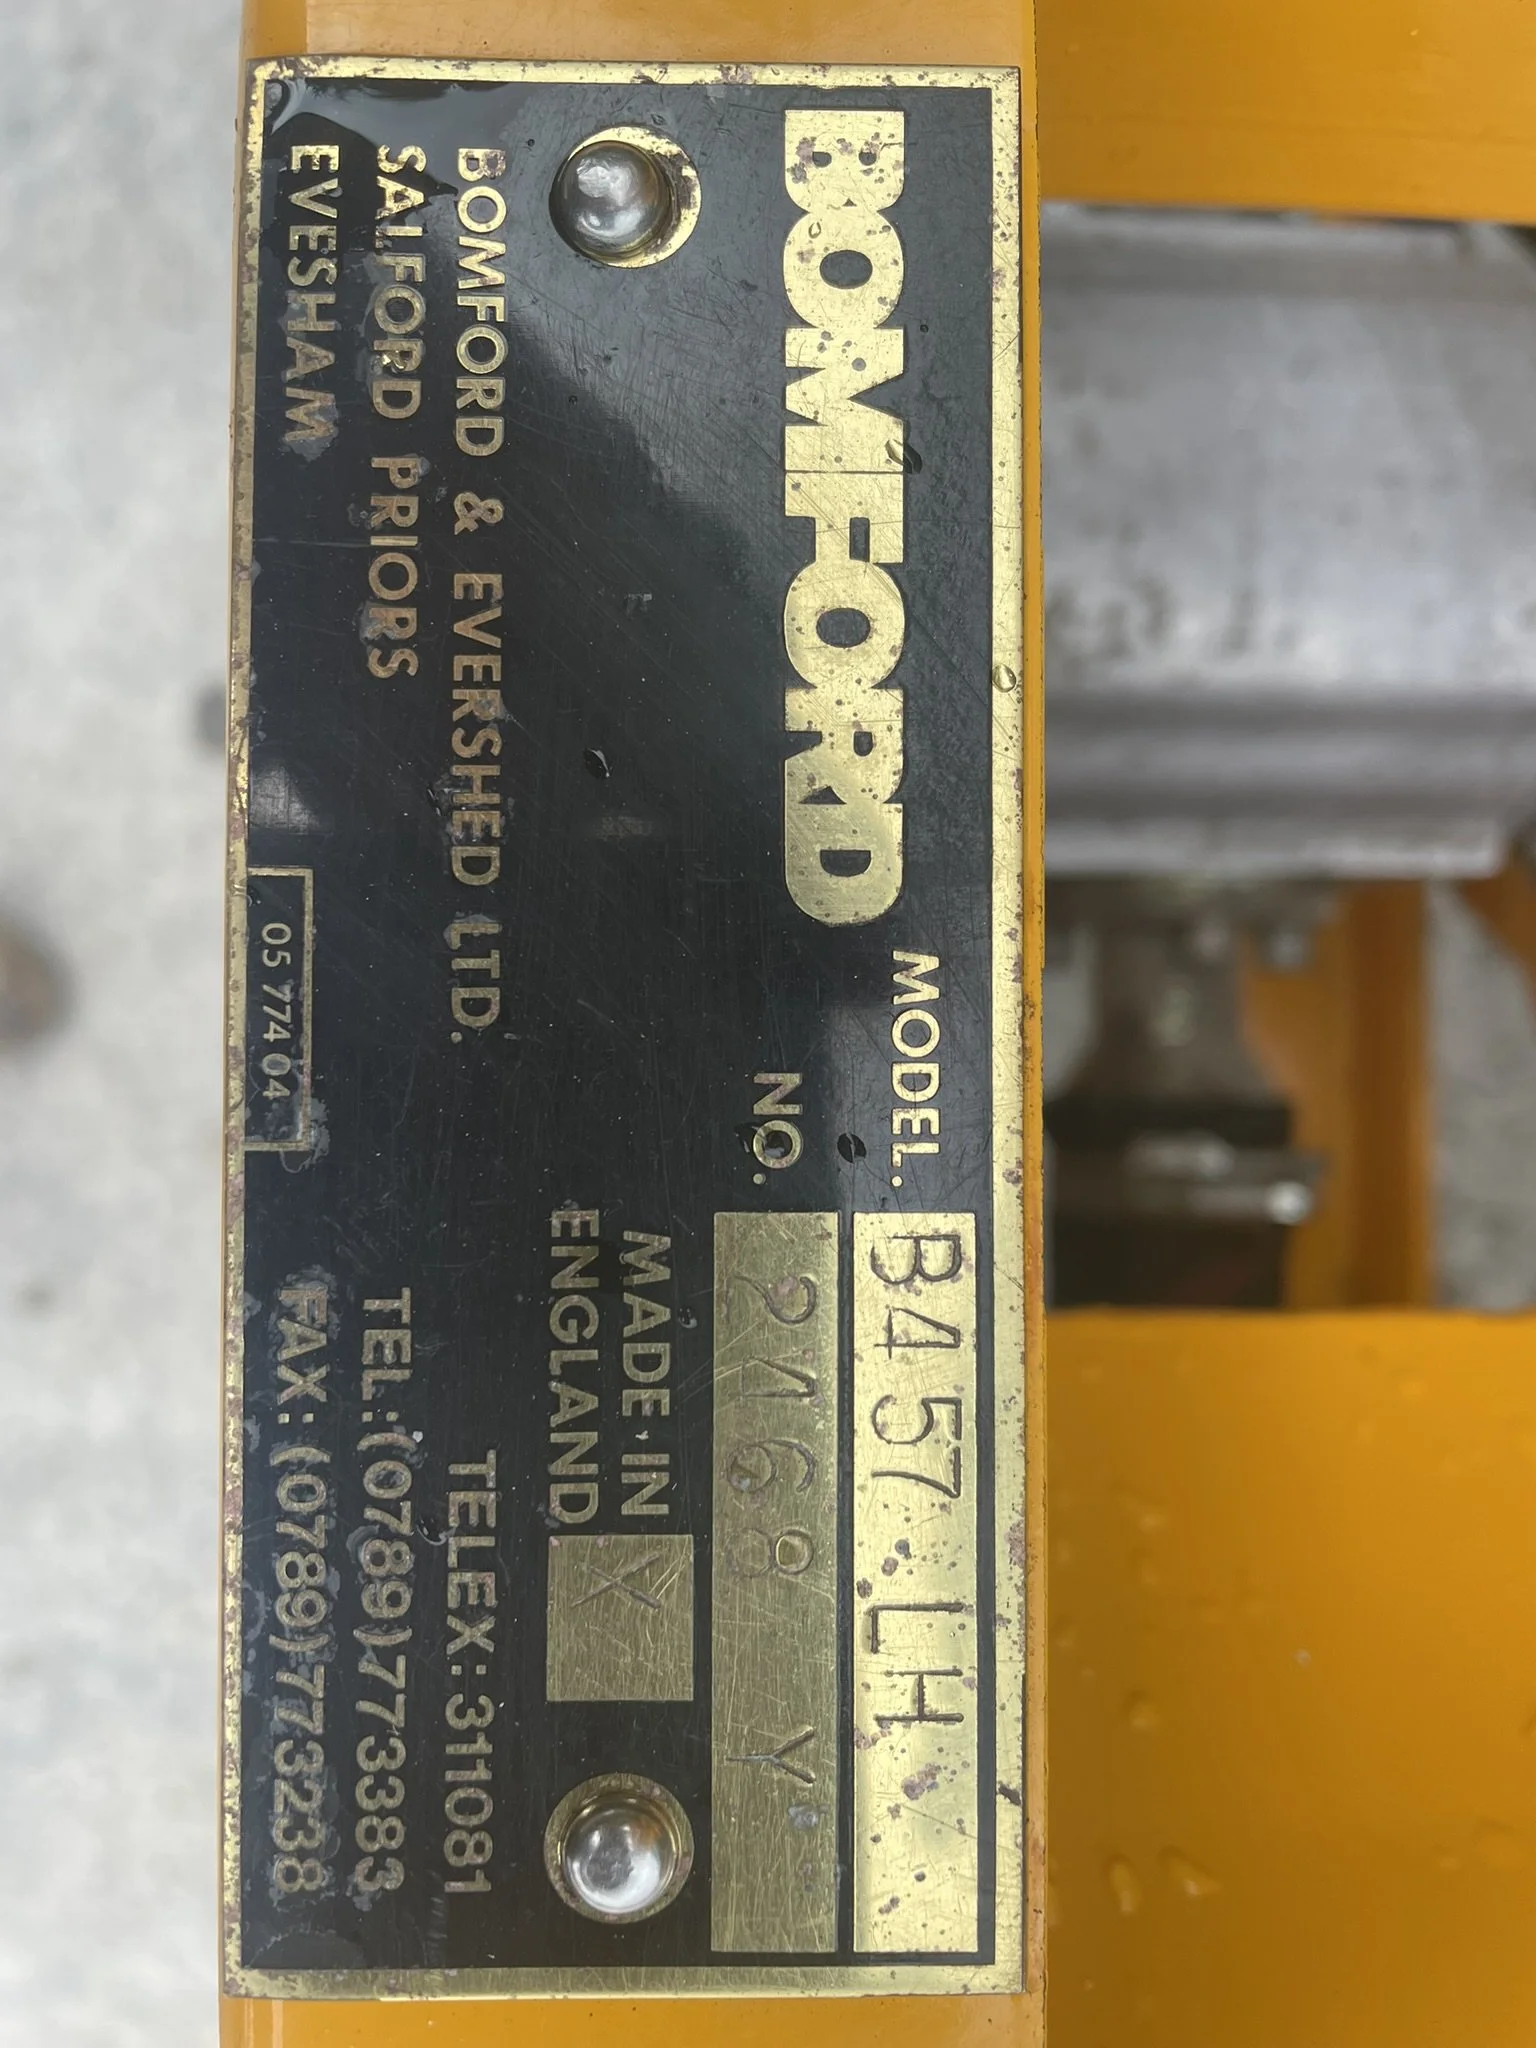 BOMFORD
MODEL. B457 LH
NO. 2468 Y
MADE IN
ENGLAND X
BOMFORD & EVERSHED LTD.
SALFORD PRIORS
EVESHAM
05 774 04
TELEX: 311081
TEL: (0789) 773383
FAX: (0789) 773238